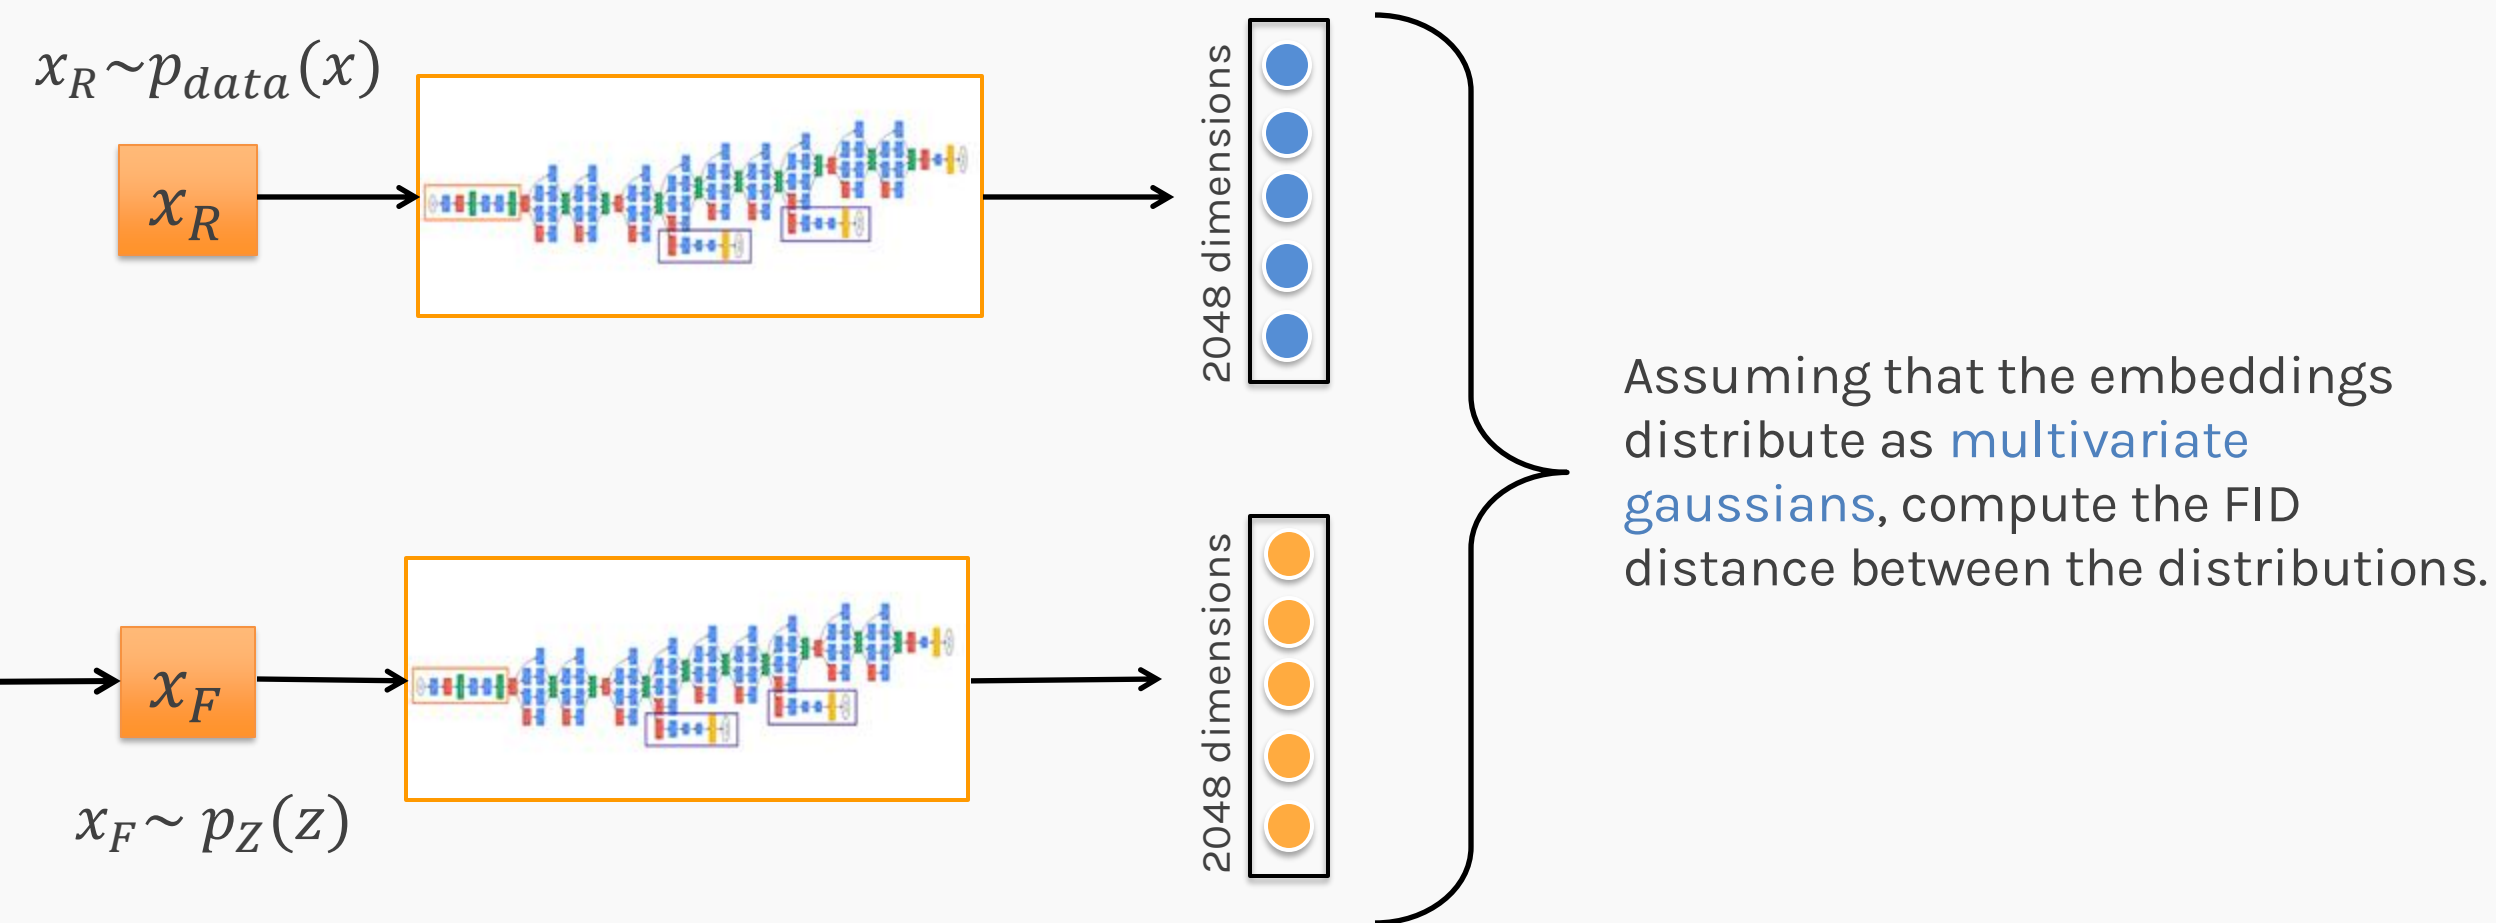 x_R ~p_data(x)
x_R
2048 dimensions
Assuming that the embeddings
distribute as multivariate
gaussians, compute the FID
distance between the distributions.
x_F
2048 dimensions
x_F ~ p_Z(z)